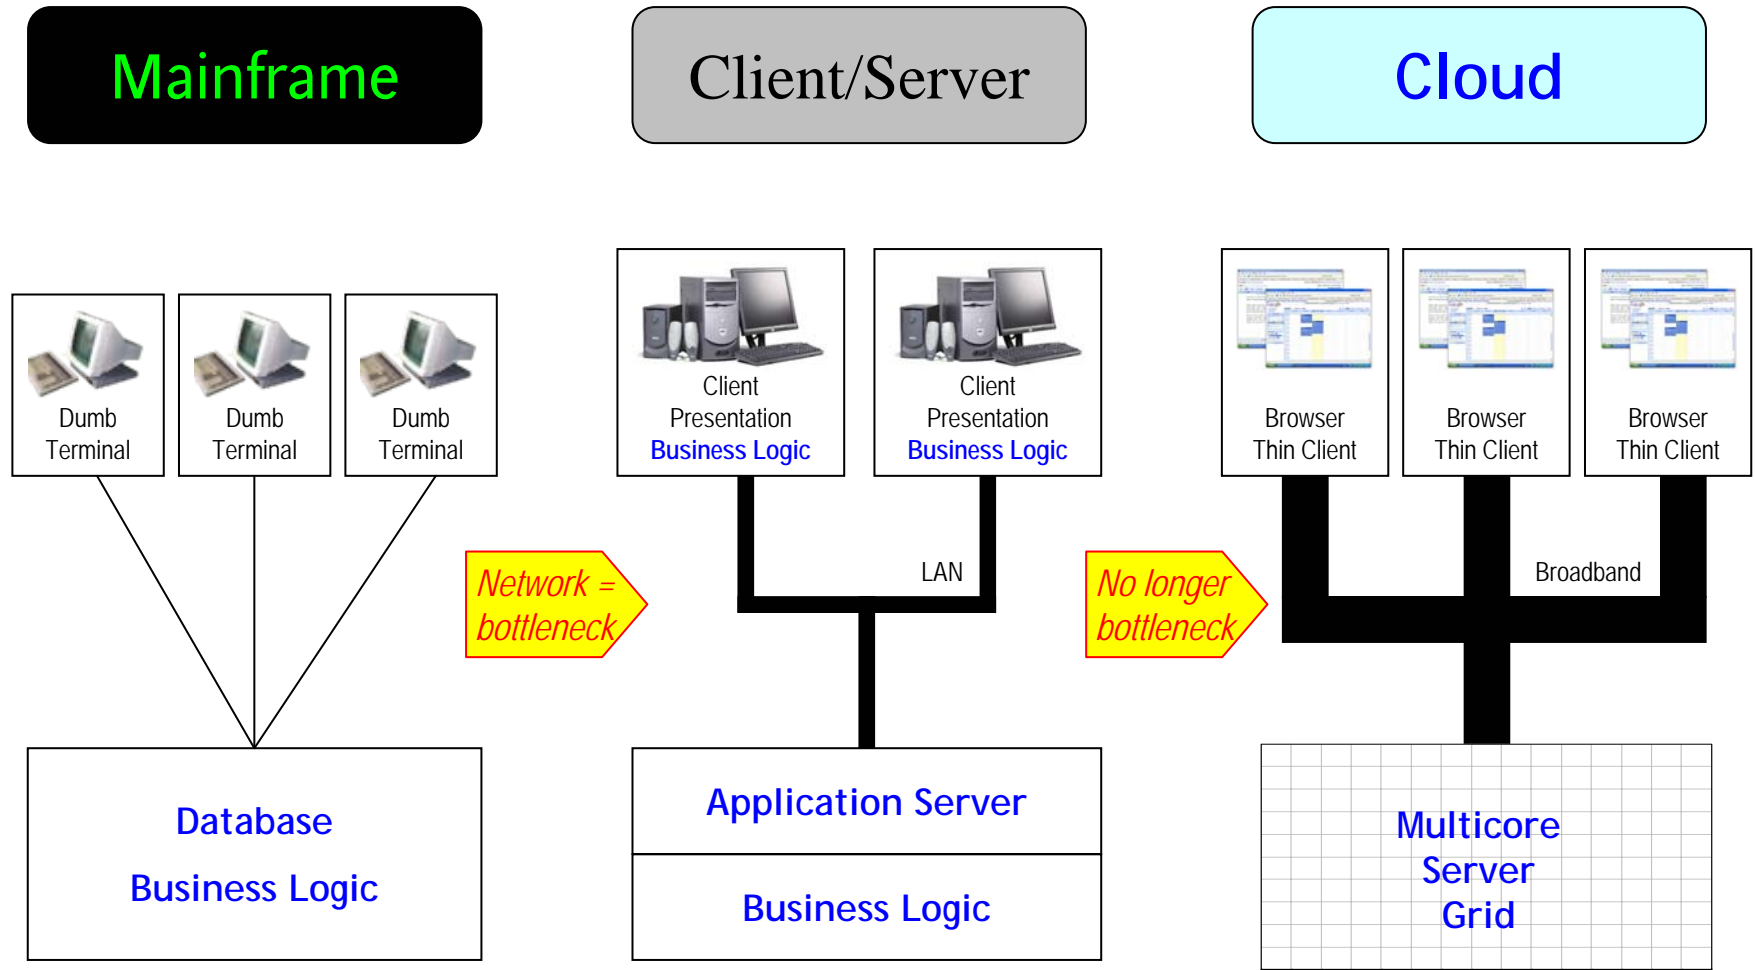 Mainframe
Client/Server
Cloud
Dumb
Terminal
Dumb
Terminal
Dumb
Terminal
Client
Presentation
Business Logic
Client
Presentation
Business Logic
Browser
Thin Client
Browser
Thin Client
Browser
Thin Client
Network =
bottleneck
LAN
No longer
bottleneck
Broadband
Database
Business Logic
Application Server
Business Logic
Multicore
Server
Grid